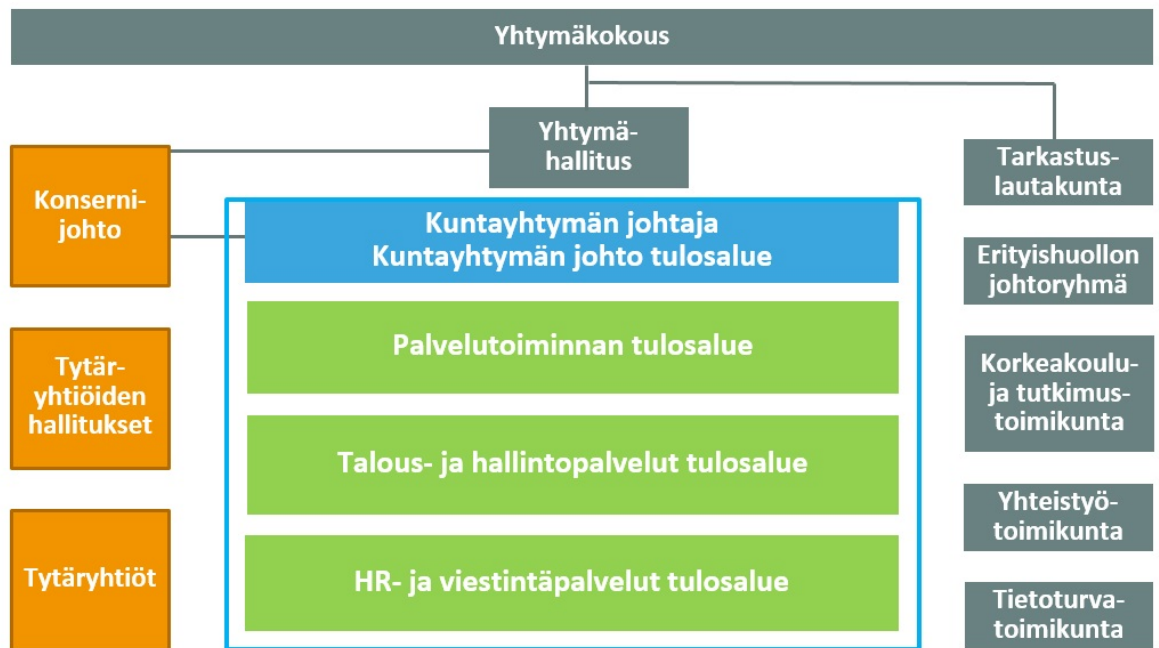 Yhtymäkokous
Yhtymä-
hallitus
Konserni-
johto
Tytär-
yhtiöiden
hallitukset
Tytäryhtiöt
Kuntayhtymän johtaja
Kuntayhtymän johto tulosalue
Palvelutoiminnan tulosalue
Talous- ja hallintopalvelut tulosalue
HR- ja viestintäpalvelut tulosalue
Tarkastus-
lautakunta
Erityishuollon
johtoryhmä
Korkeakoulu-
ja tutkimus-
toimikunta
Yhteistyö-
toimikunta
Tietoturva-
toimikunta